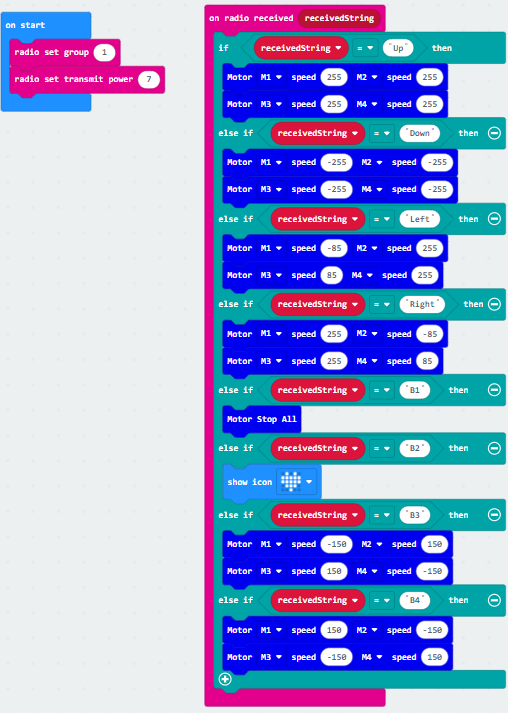 on start
radio set group 1
radio set transmit power 7
on radio received receivedString
if receivedString = "Up" then
Motor M1 speed 255 M2 speed 255
Motor M3 speed 255 M4 speed 255
else if receivedString = "Down" then
Motor M1 speed -255 M2 speed -255
Motor M3 speed -255 M4 speed -255
else if receivedString = "Left" then
Motor M1 speed -85 M2 speed 255
Motor M3 speed 85 M4 speed 255
else if receivedString = "Right" then
Motor M1 speed 255 M2 speed -85
Motor M3 speed 255 M4 speed 85
else if receivedString = "B1" then
Motor Stop All
else if receivedString = "B2" then
show icon
else if receivedString = "B3" then
Motor M1 speed -150 M2 speed 150
Motor M3 speed 150 M4 speed -150
else if receivedString = "B4" then
Motor M1 speed 150 M2 speed -150
Motor M3 speed -150 M4 speed 150